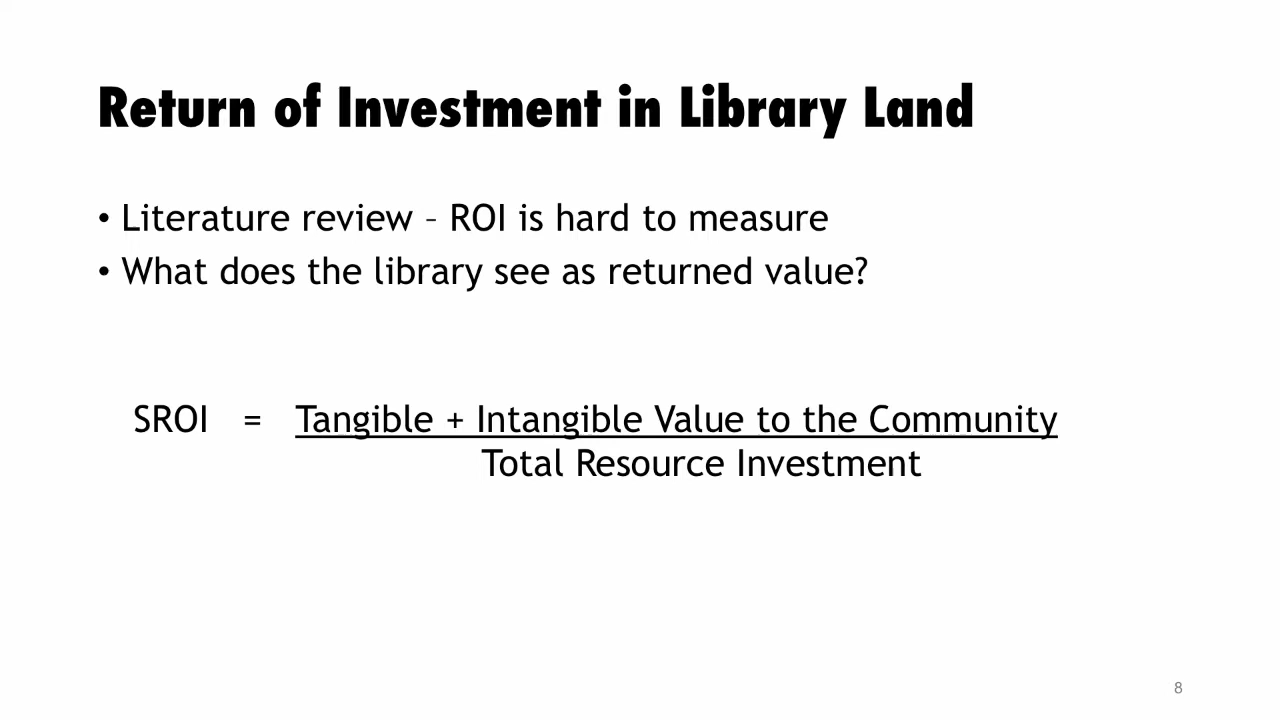 Return of Investment in Library Land
• Literature review – ROI is hard to measure
• What does the library see as returned value?
SROI = Tangible + Intangible Value to the Community
Total Resource Investment
8